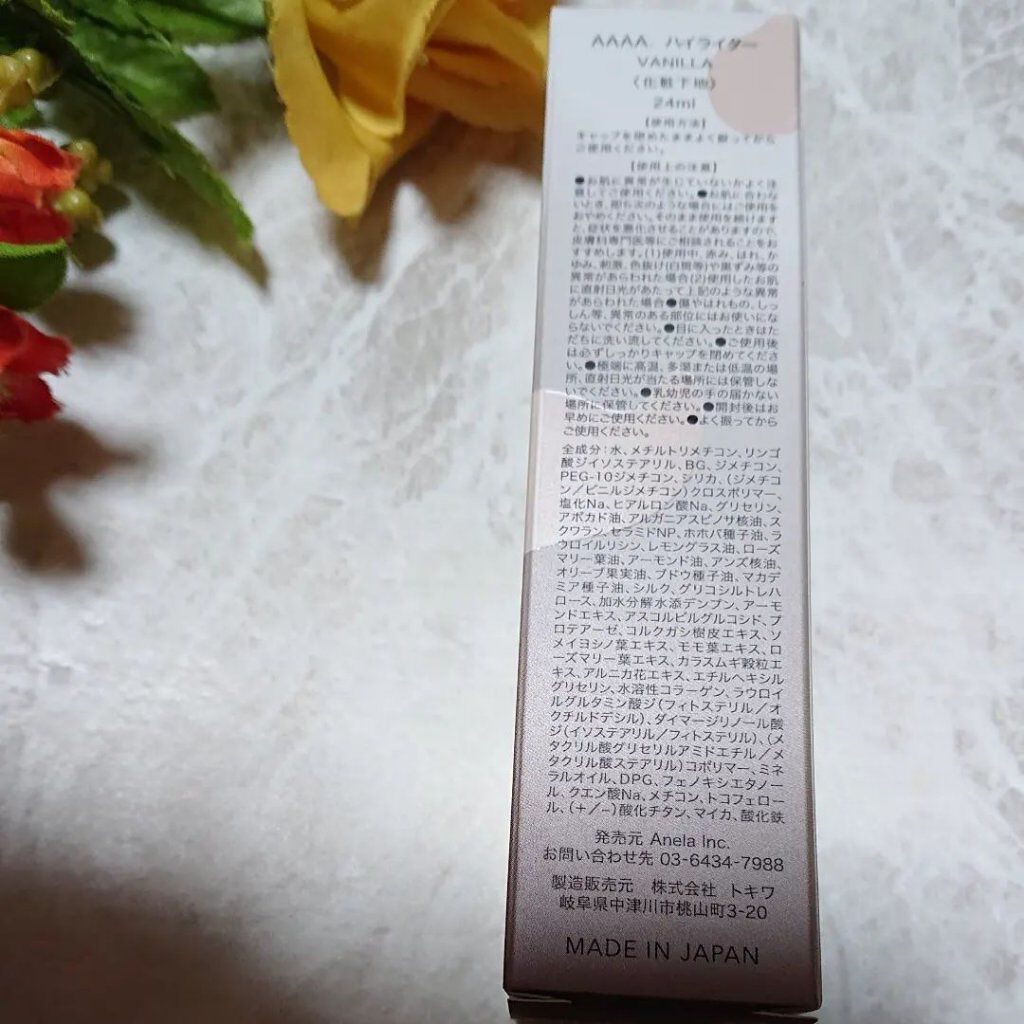 AAAA ハイライター
VANILLA
(化粧下地)
24ml
【使用方法】
キャップを閉めたままよく振ってから
ご使用ください。
【使用上の注意】
●お肌に異常が生じていないかよく注
意してご使用ください。●お肌に合わな
いとき、即ち次のような場合にはご使用を
おやめください。そのまま使用を続けます
と、症状を悪化させることがありますので、
皮膚科専門医等にご相談されることをお
すすめします。(1)使用中、赤み、はれ、か
ゆみ、刺激、色抜け(白斑等)や黒ずみ等の
異常があらわれた場合(2)使用したお肌
に直射日光があたって上記のような異常
があらわれた場合●傷やはれもの、しっ
しん等、異常のある部位にはお使いにな
らないでください。●目に入ったときはた
だちに洗い流してください。●ご使用後
は必ずしっかりキャップを閉めてくださ
い。●極端に高温、多湿または低温の場
所、直射日光が当たる場所には保管しな
いでください。●乳幼児の手の届かない
場所に保管してください。●開封後はお
早めにご使用ください。●よく振ってから
ご使用ください。
全成分：水、メチルトリメチコン、リンゴ
酸ジイソステアリル、BG、ジメチコン、
PEG-10ジメチコン、シリカ、(ジメチコ
ン／ビニルジメチコン)クロスポリマー、
塩化Na、ヒアルロン酸Na、グリセリン、
アボカド油、アルガニアスピノサ核油、ス
クワラン、セラミドNP、ホホバ種子油、ラ
ウロイルリシン、レモングラス油、ローズ
マリー葉油、アーモンド油、アンズ核油、
オリーブ果実油、ブドウ種子油、マカデ
ミア種子油、シルク、グリコシルトレハ
ロース、加水分解水添デンプン、アーモ
ンドエキス、アスコルビルグルコシド、プ
ロテアーゼ、コルクガシ樹皮エキス、ソ
メイヨシノ葉エキス、モモ葉エキス、ロ
ーズマリー葉エキス、カラスムギ穀粒エ
キス、アルニカ花エキス、エチルヘキシル
グリセリン、水溶性コラーゲン、ラウロイ
ルグルタミン酸ジ(フィトステリル／オ
クチルドデシル)、ダイマージリノール酸
ジ(イソステアリル／フィトステリル)、(メ
タクリル酸グリセリルアミドエチル／メ
タクリル酸ステアリル)コポリマー、ミネ
ラルオイル、DPG、フェノキシエタノー
ル、クエン酸Na、メチコン、トコフェロー
ル、(＋／−)酸化チタン、マイカ、酸化鉄
発売元 Anela Inc.
お問い合わせ先 03-6434-7988
製造販売元　株式会社 トキワ
岐阜県中津川市桃山町3-20
MADE IN JAPAN